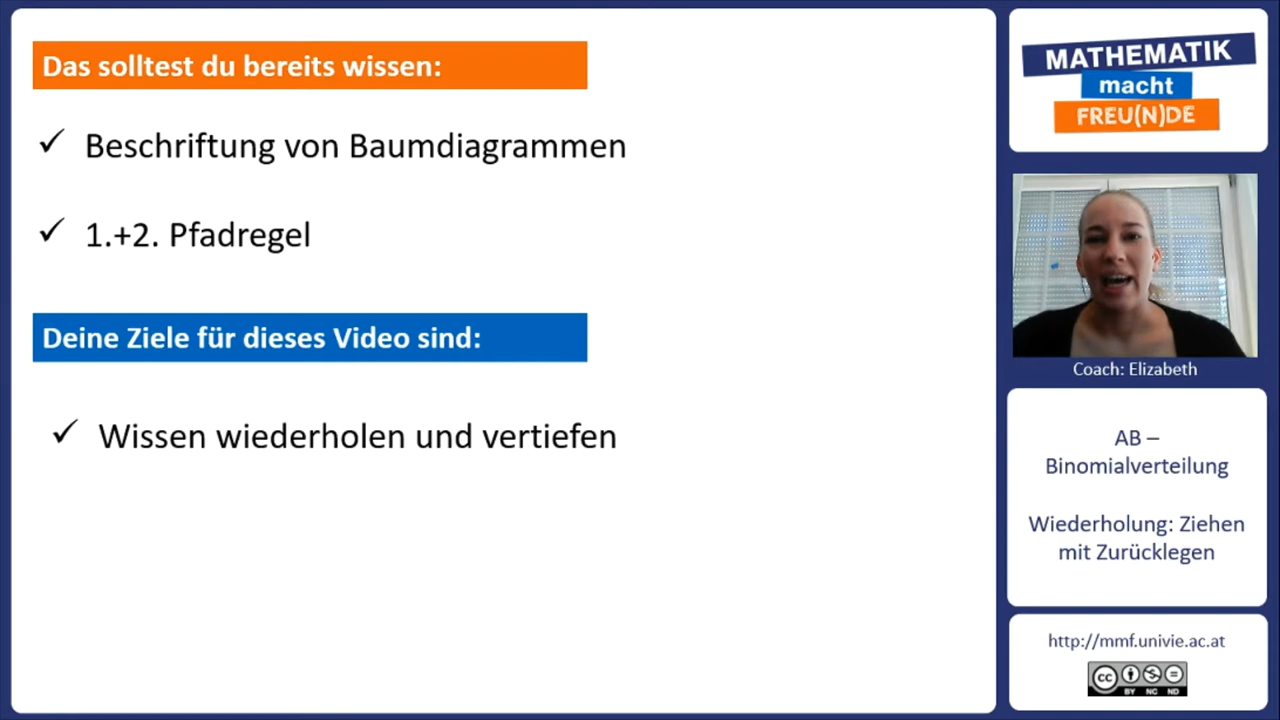 Das solltest du bereits wissen:
✓ Beschriftung von Baumdiagrammen
✓ 1.+2. Pfadregel
Deine Ziele für dieses Video sind:
✓ Wissen wiederholen und vertiefen
MATHEMATIK
macht
FREU(N)DE
Coach: Elizabeth
AB –
Binomialverteilung
Wiederholung: Ziehen
mit Zurücklegen
http://mmf.univie.ac.at
cc
BY NC ND